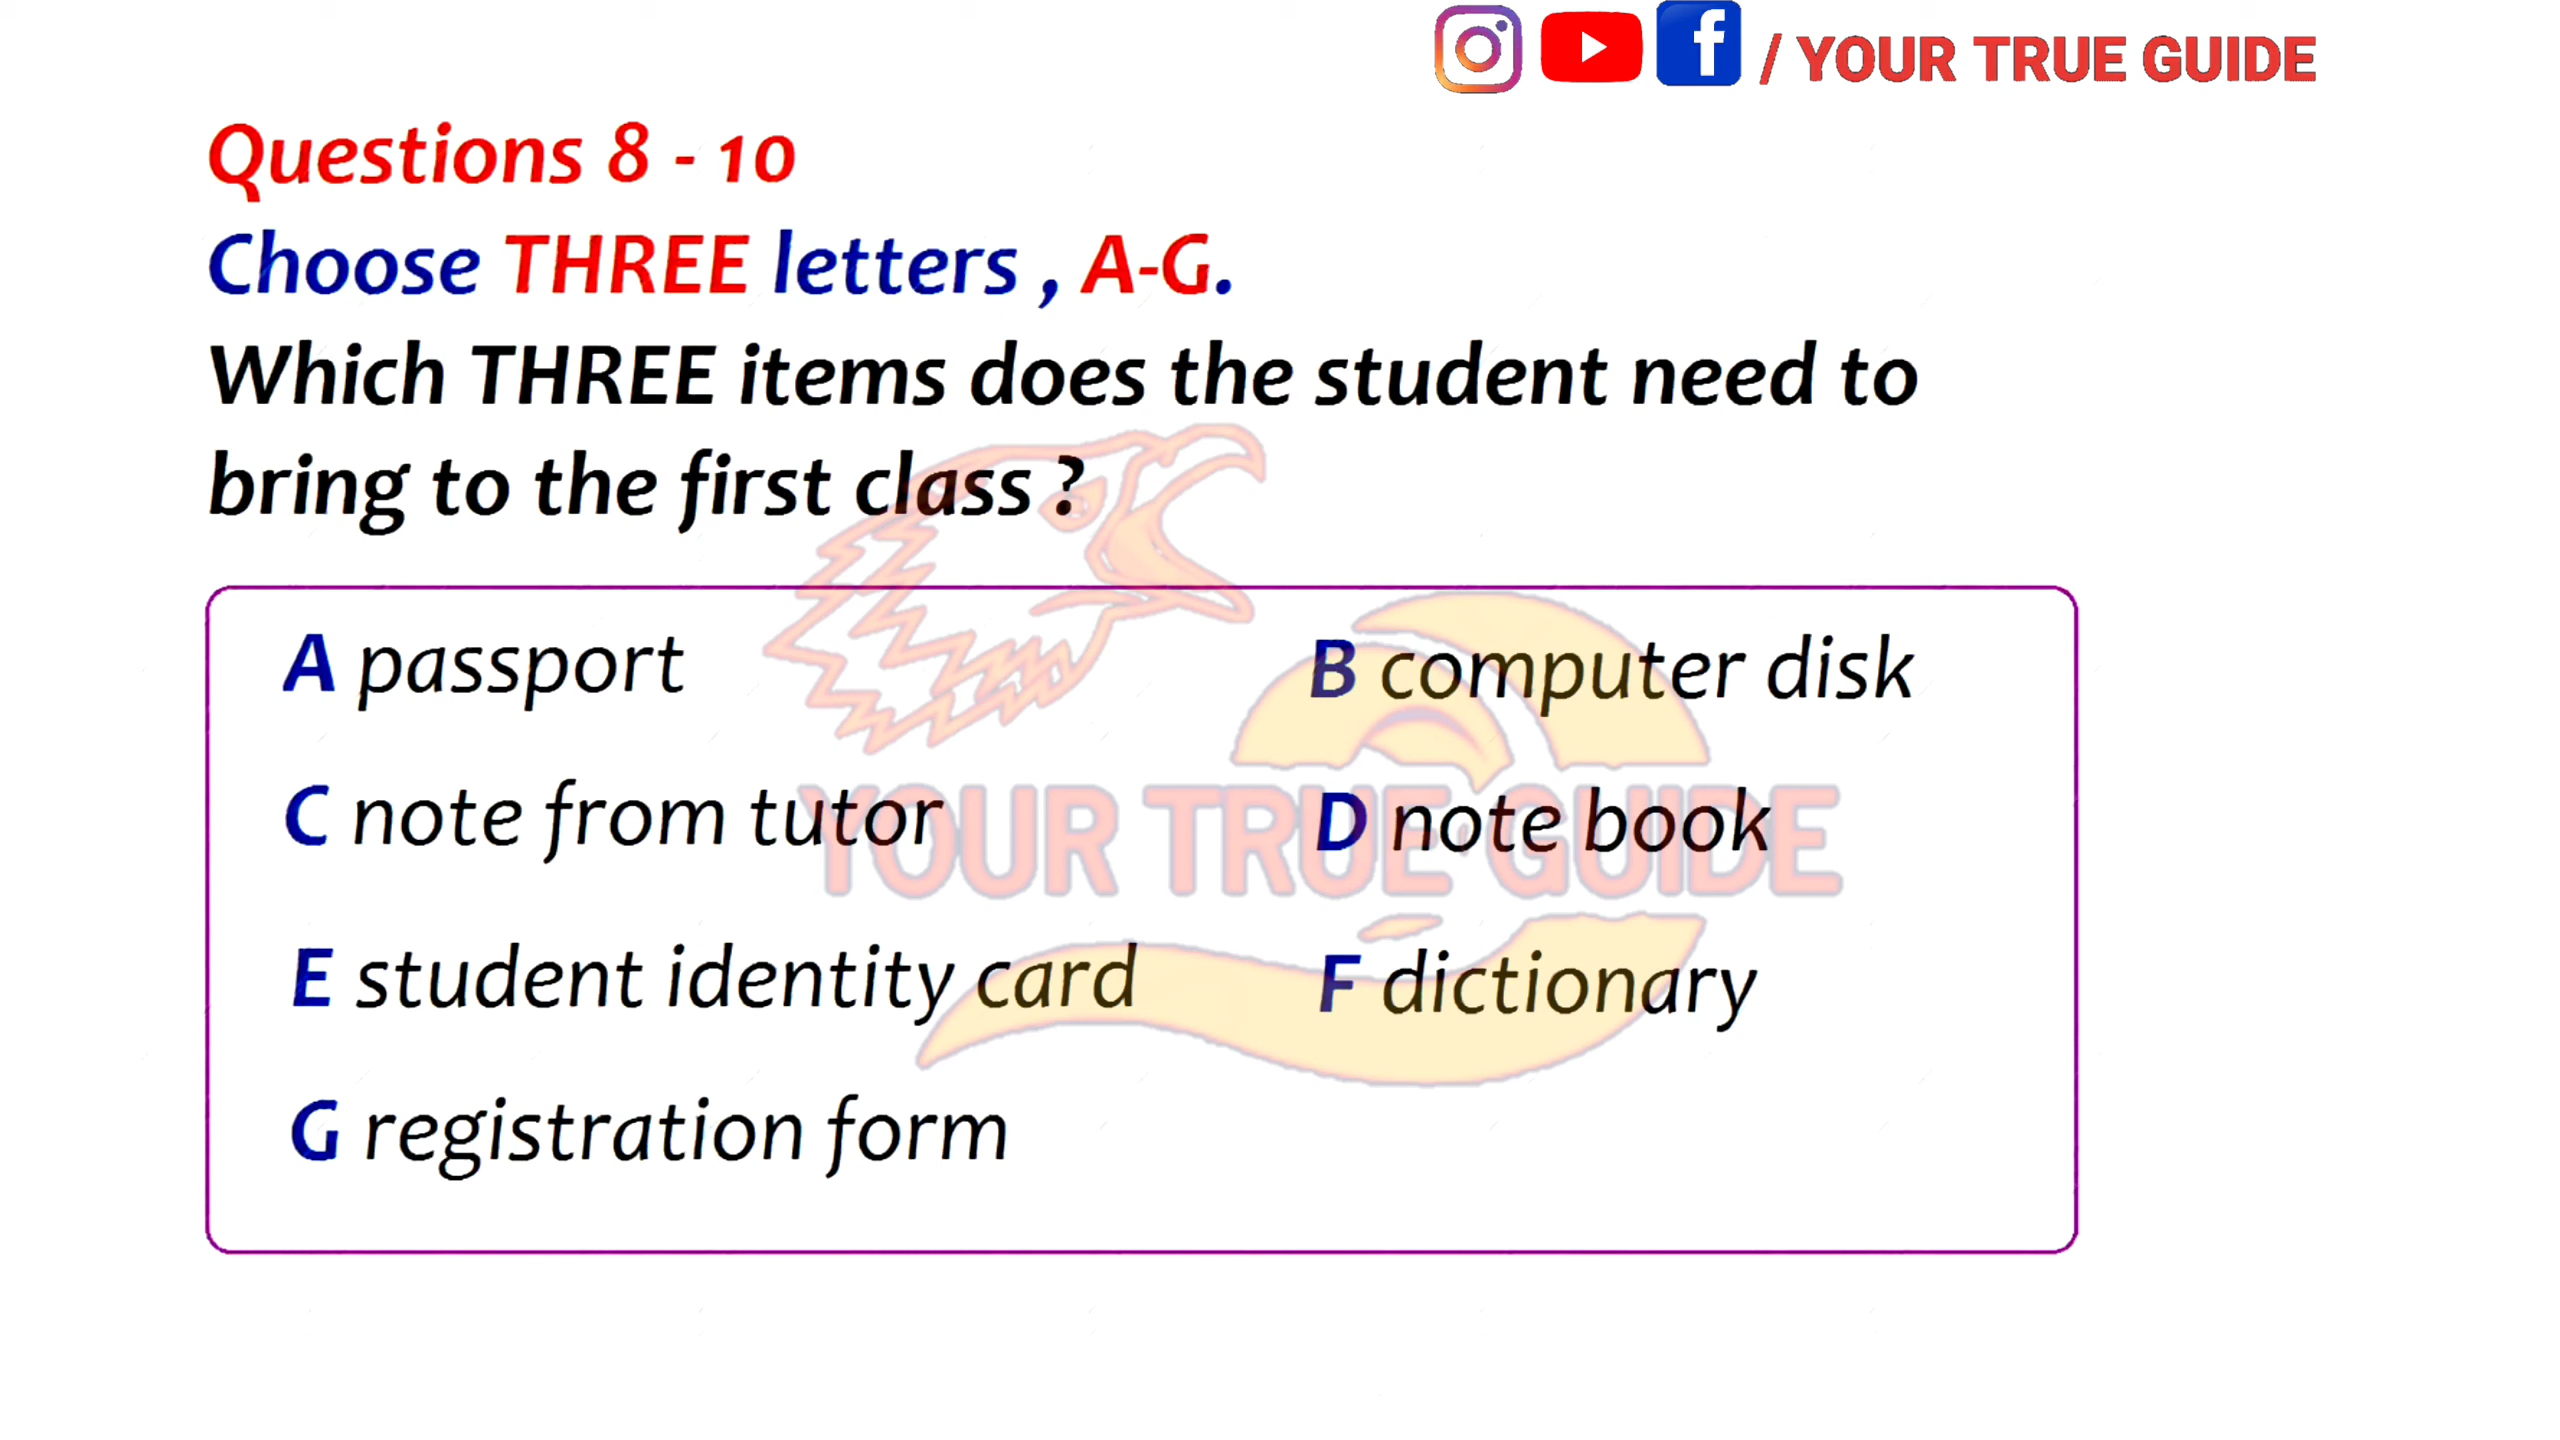 / YOUR TRUE GUIDE
Questions 8 - 10
Choose THREE letters , A-G.
Which THREE items does the student need to
bring to the first class ?
A passport
B computer disk
C note from tutor
D note book
YOUR TRUE GUIDE
E student identity card
F dictionary
G registration form